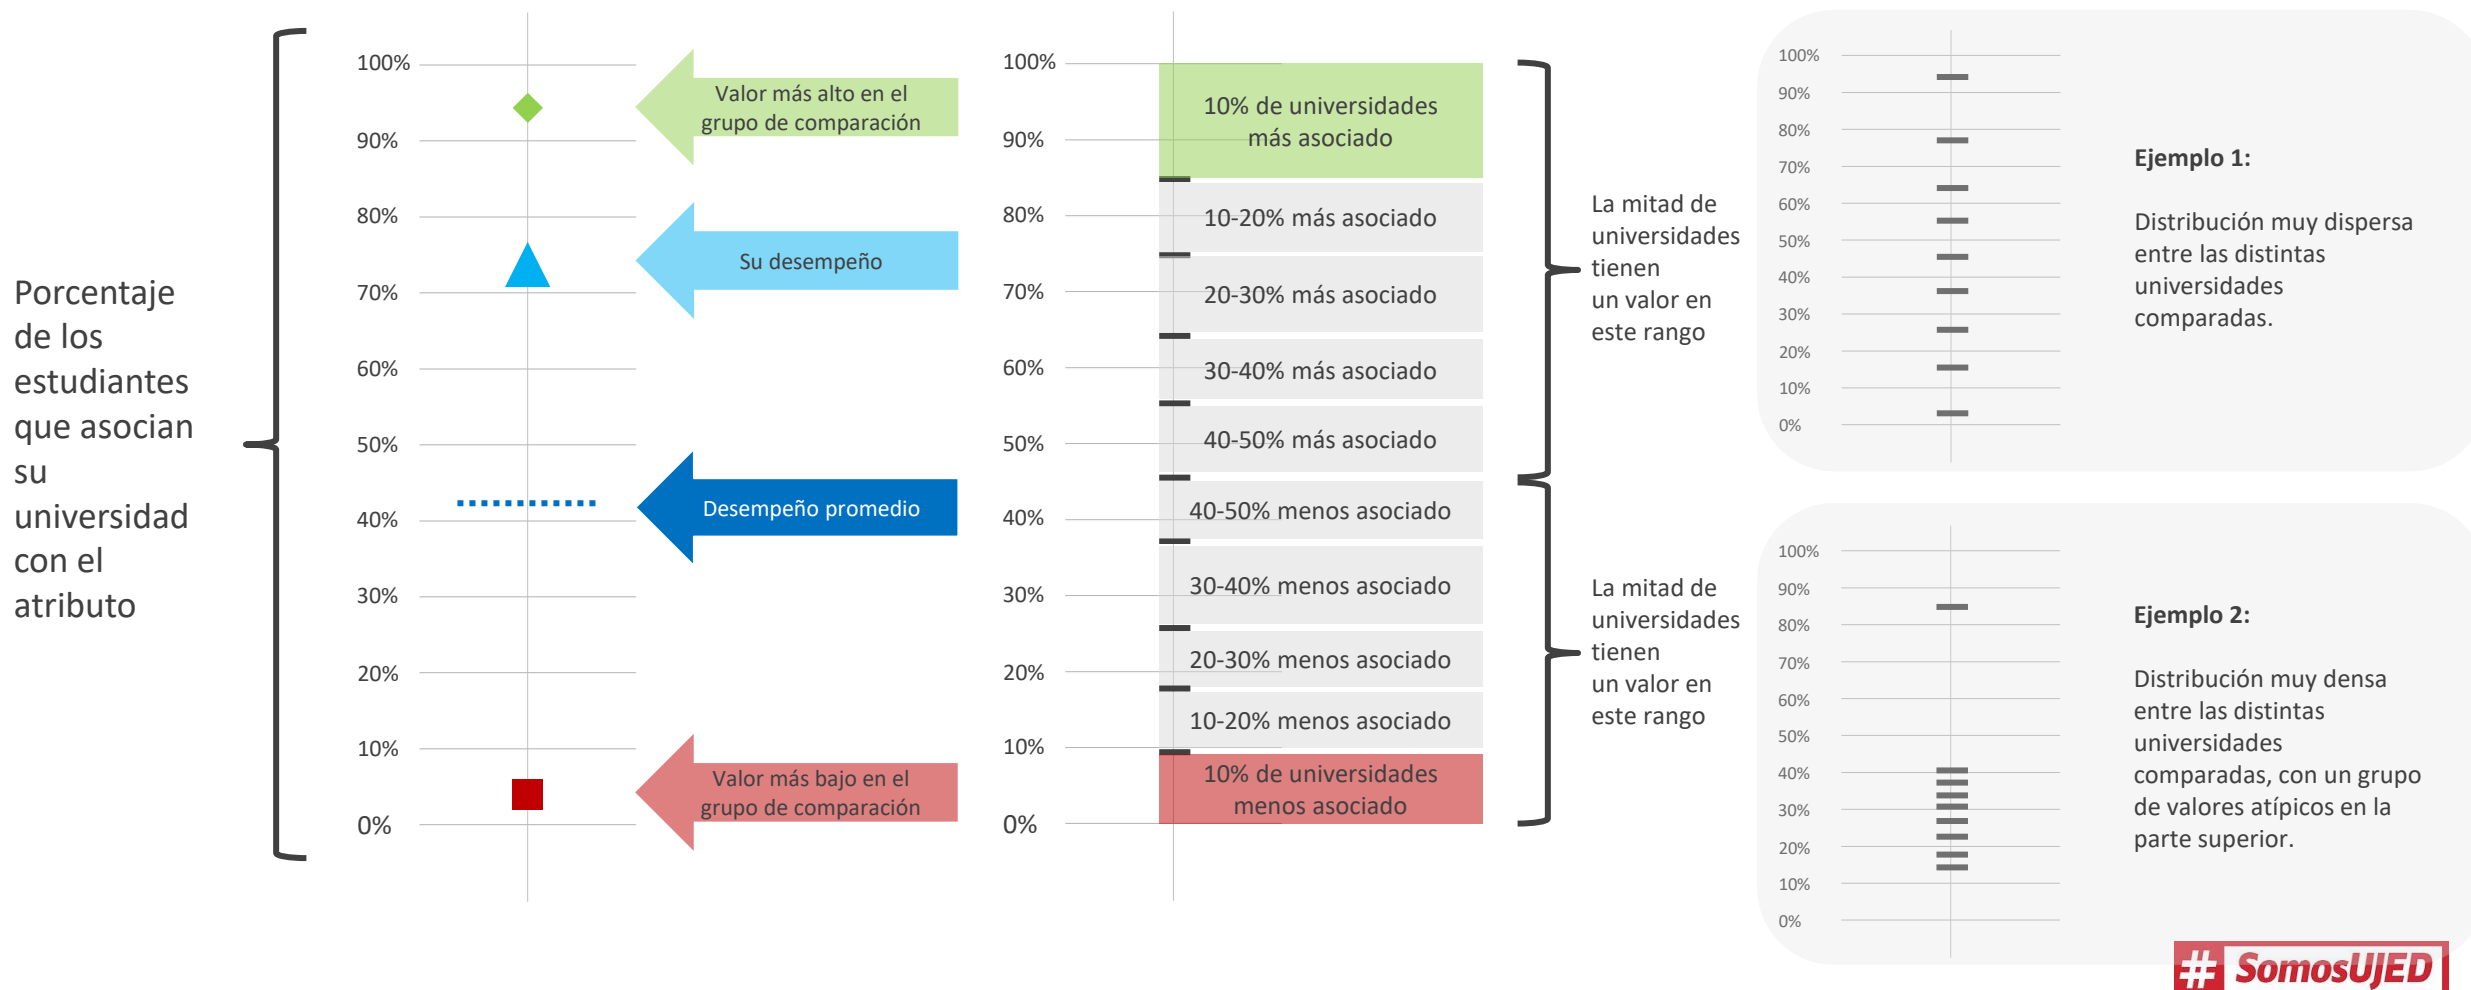 Porcentaje
de los
estudiantes
que asocian
su
universidad
con el
atributo
100%
90%
80%
70%
60%
50%
40%
30%
20%
10%
0%
Valor más alto en el
grupo de comparación
Su desempeño
Desempeño promedio
Valor más bajo en el
grupo de comparación
100%
90%
80%
70%
60%
50%
40%
30%
20%
10%
0%
10% de universidades
más asociado
10-20% más asociado
20-30% más asociado
30-40% más asociado
40-50% más asociado
40-50% menos asociado
30-40% menos asociado
20-30% menos asociado
10-20% menos asociado
10% de universidades
menos asociado
La mitad de
universidades
tienen
un valor en
este rango
La mitad de
universidades
tienen
un valor en
este rango
100%
90%
80%
70%
60%
50%
40%
30%
20%
10%
0%
Ejemplo 1:
Distribución muy dispersa
entre las distintas
universidades
comparadas.
100%
90%
80%
70%
60%
50%
40%
30%
20%
10%
0%
Ejemplo 2:
Distribución muy densa
entre las distintas
universidades
comparadas, con un grupo
de valores atípicos en la
parte superior.
# SomosUJED